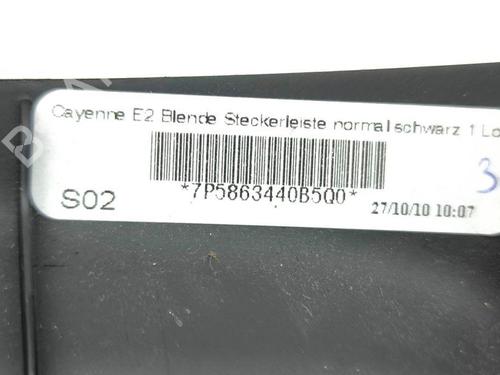 Cayenne E2 Blende Steckerleiste normal schwarz 1 Lo
*7P5863440B5Q0*
S02
27/10/10 10:07
3